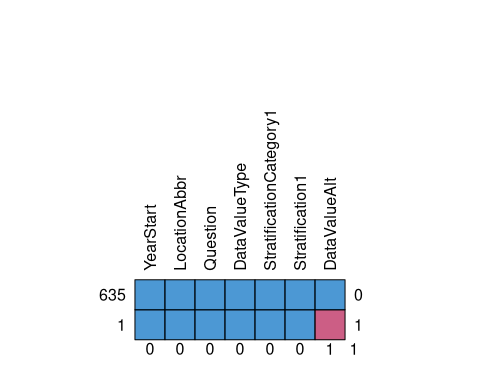 YearStart
LocationAbbr
Question
DataValueType
StratificationCategory1
Stratification1
DataValueAlt
635 0
1 1
0 0 0 0 0 0 1 1